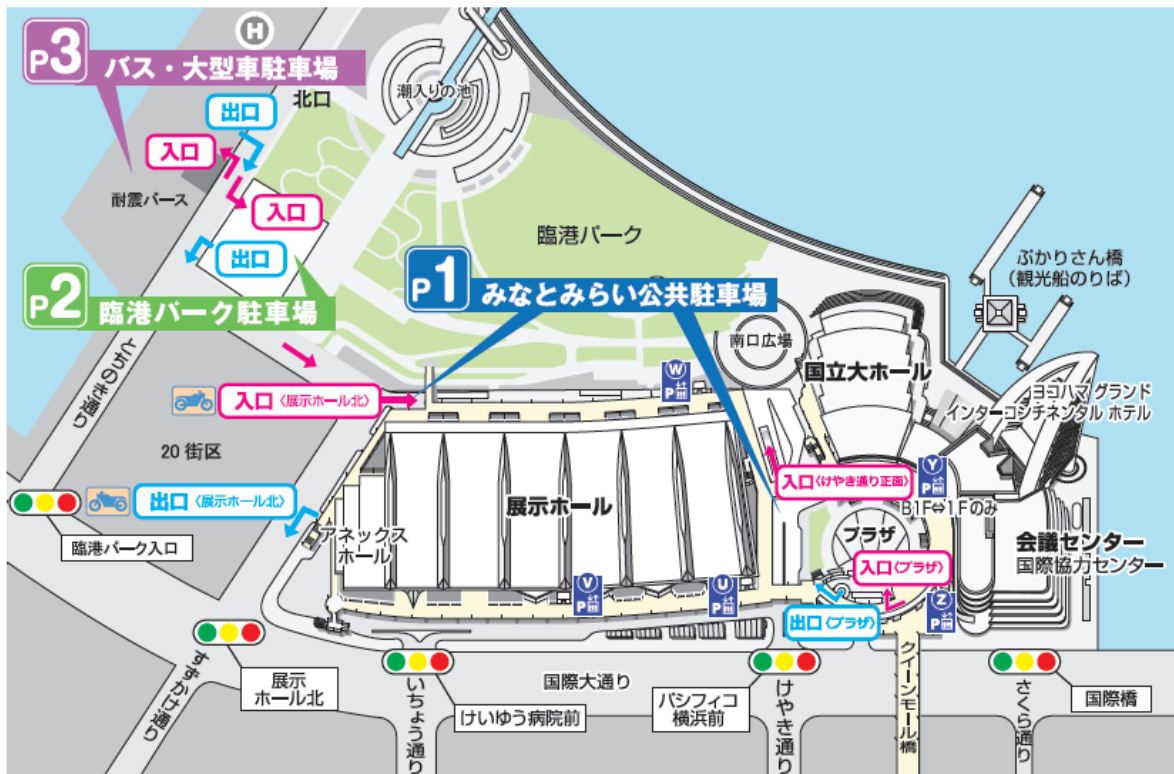 P3
バス・大型車駐車場
H
北口
出口
入口
入口
出口
耐震バース
潮入りの池
臨港パーク
P2
臨港パーク駐車場
P1
みなとみらい公共駐車場
ぷかりさん橋
(観光船のりば)
南口広場
国立大ホール
ヨコハマ グランド
インターコンチネンタル ホテル
とちのき通り
入口〈展示ホール北〉
W
P
20街区
出口〈展示ホール北〉
臨港パーク入口
アネックス
ホール
展示ホール
入口〈けやき通り正面〉
Y
P
B1F⇔1Fのみ
プラザ
入口〈プラザ〉
会議センター
国際協力センター
V
P
U
P
出口〈プラザ〉
Z
P
すずかけ通り
展示
ホール北
いちょう通り
けいゆう病院前
国際大通り
パシフィコ
横浜前
けやき通り
クイーンモール橋
さくら通り
国際橋